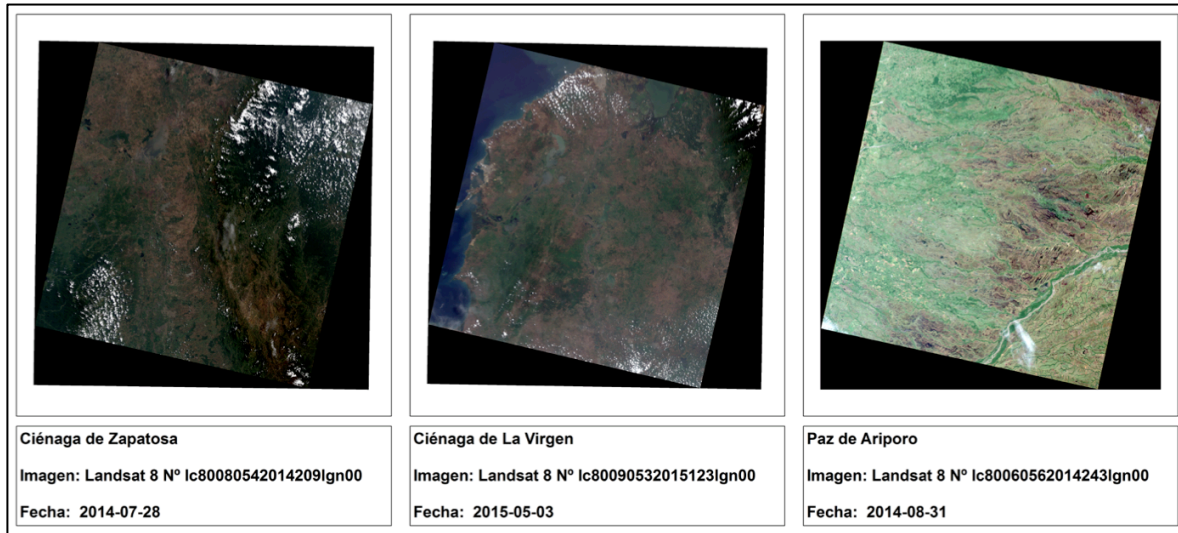 Ciénaga de Zapatosa
Imagen: Landsat 8 Nº lc80080542014209lgn00
Fecha: 2014-07-28
Ciénaga de La Virgen
Imagen: Landsat 8 Nº lc80090532015123lgn00
Fecha: 2015-05-03
Paz de Ariporo
Imagen: Landsat 8 Nº lc80060562014243lgn00
Fecha: 2014-08-31